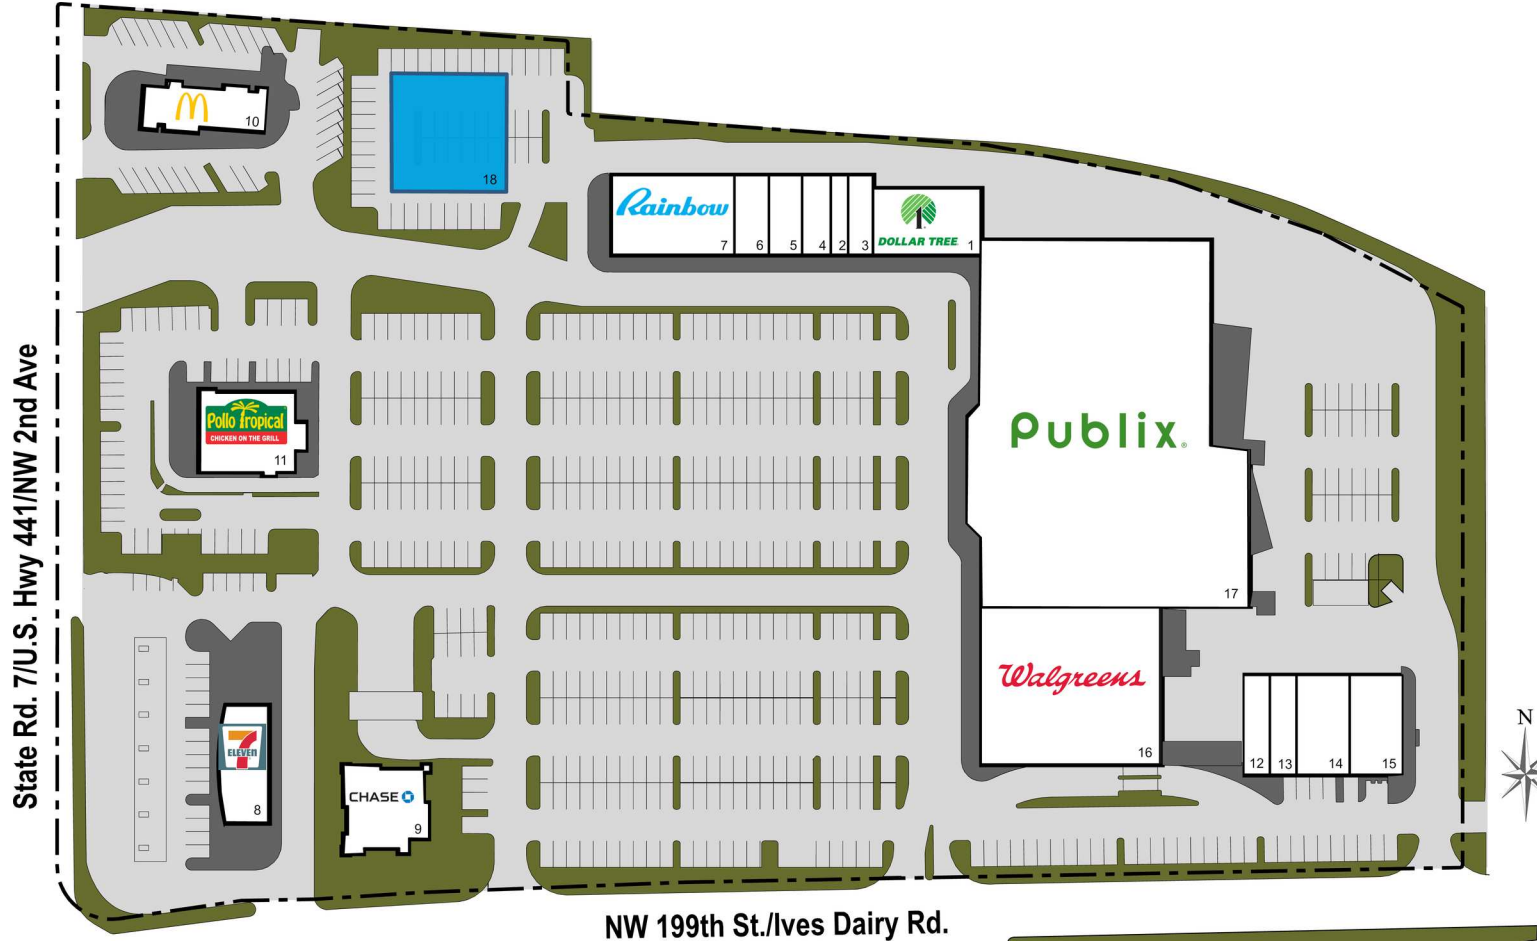 10
18
Rainbow
7
6
5
4
2
3
DOLLAR TREE
1
Pollo Tropical
CHICKEN ON THE GRILL
11
Publix®
17
State Rd. 7/U.S. Hwy 441/NW 2nd Ave
Walgreens
16
7
ELEVEN
8
CHASE
9
12
13
14
15
N
NW 199th St./Ives Dairy Rd.